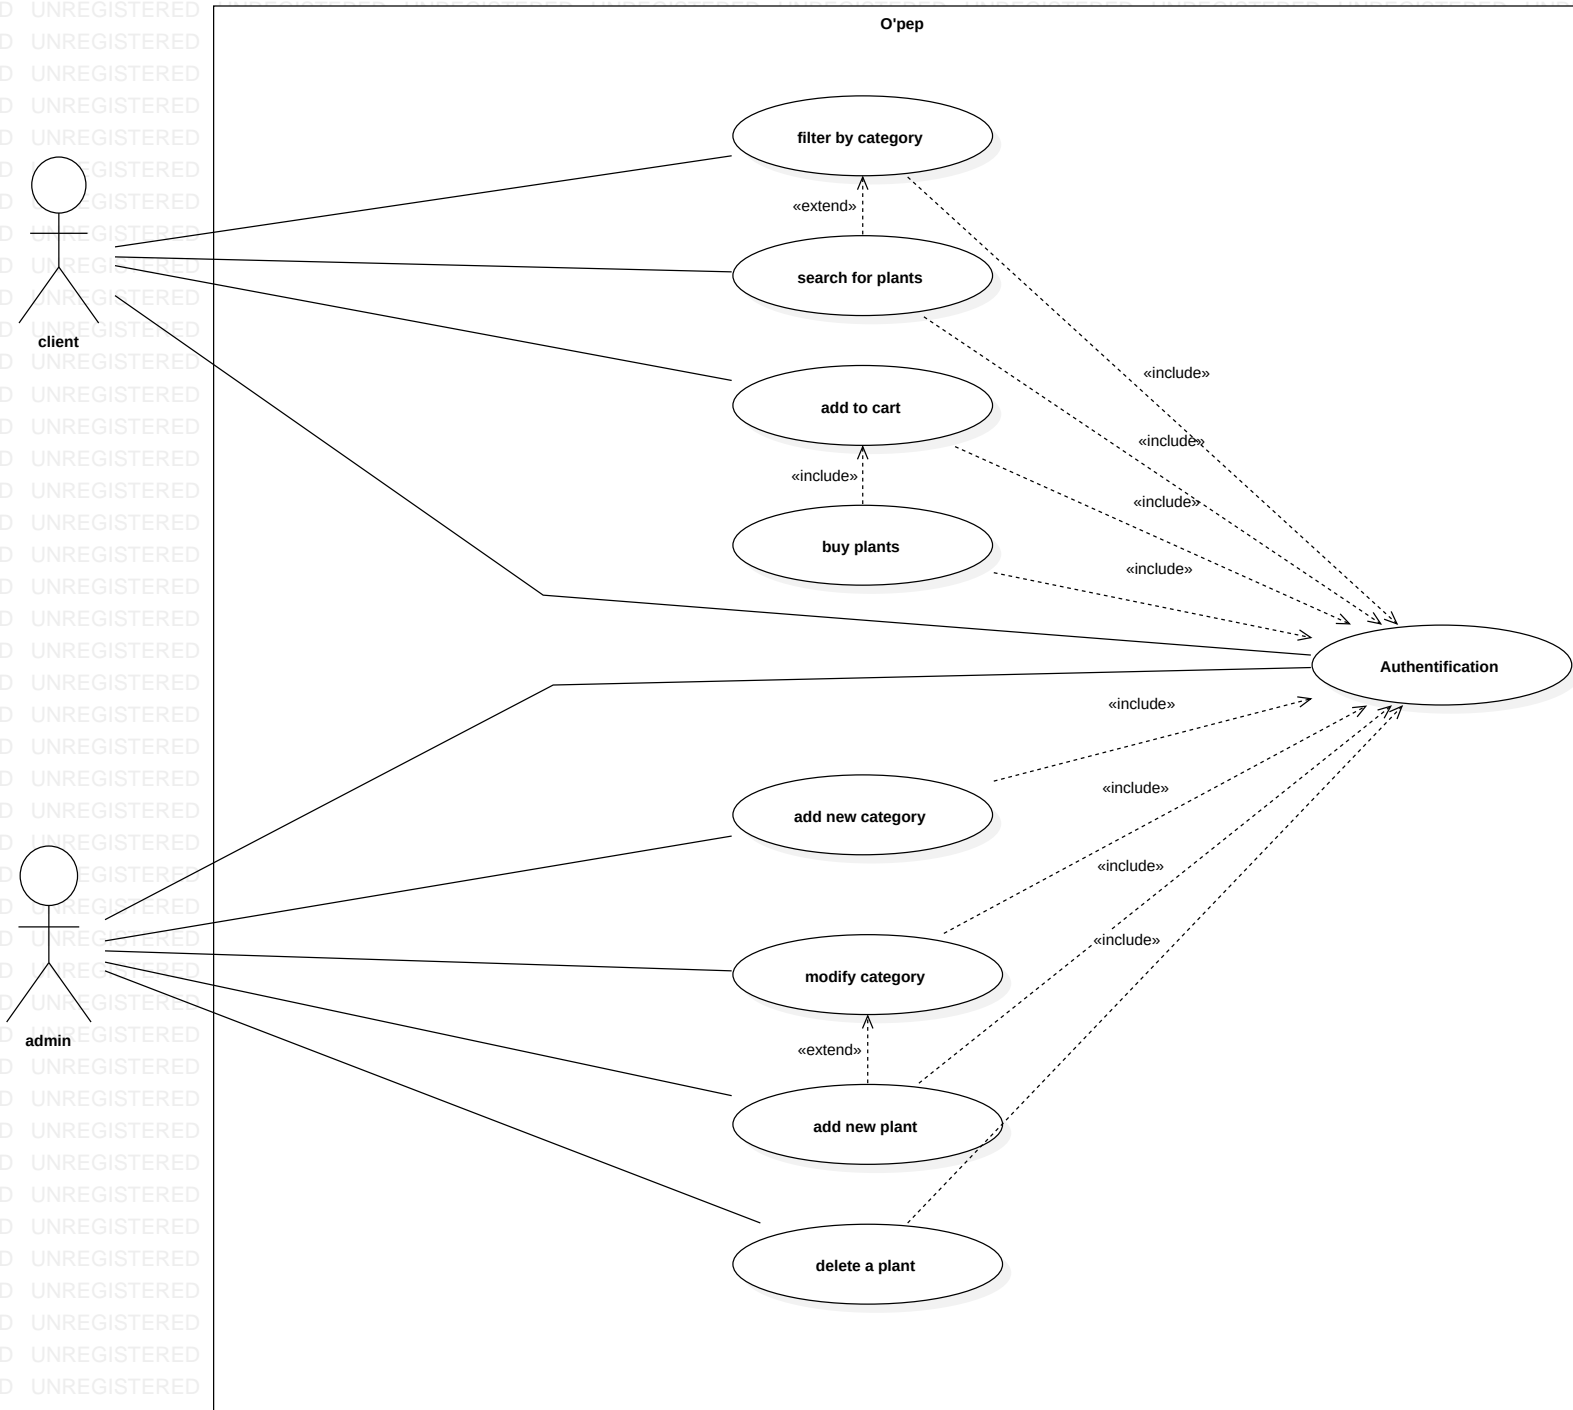 O'pep
filter by category
«extend»
search for plants
client
«include»
add to cart
«include»
«include»
«include»
buy plants
«include»
Authentification
«include»
«include»
add new category
«include»
«include»
modify category
admin
«extend»
add new plant
delete a plant
UNREGISTERED